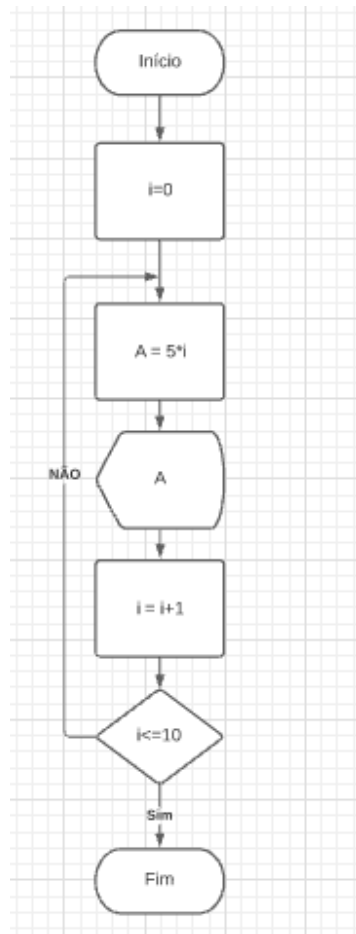 Início
i=0
A = 5*i
NÃO
A
i = i+1
i<=10
Sim
Fim